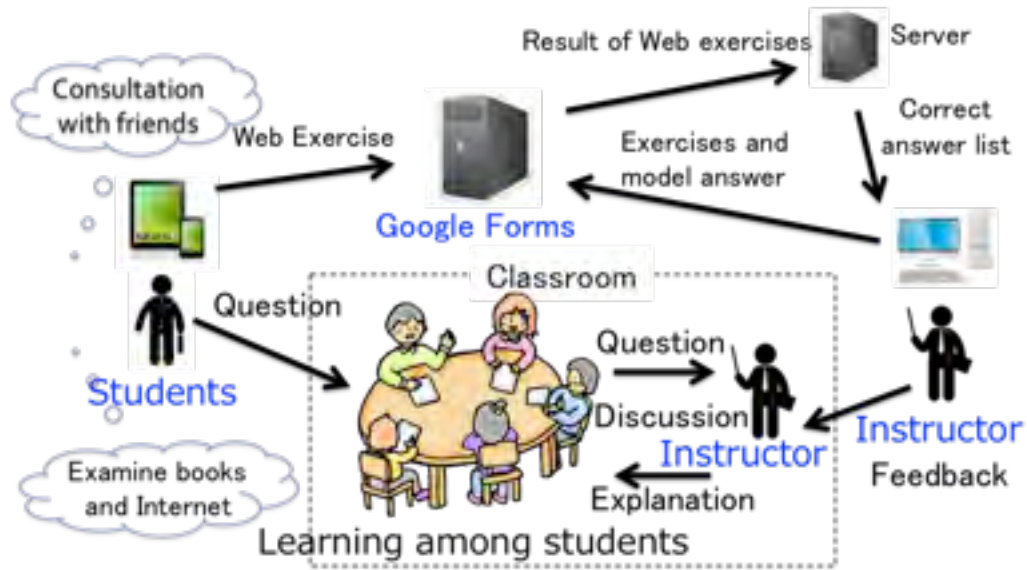 Result of Web exercises
Server
Consultation
with friends
Web Exercise
Exercises and
model answer
Correct
answer list
Google Forms
Classroom
Question
Students
Question
Discussion
Instructor
Explanation
Instructor
Feedback
Examine books
and Internet
Learning among students